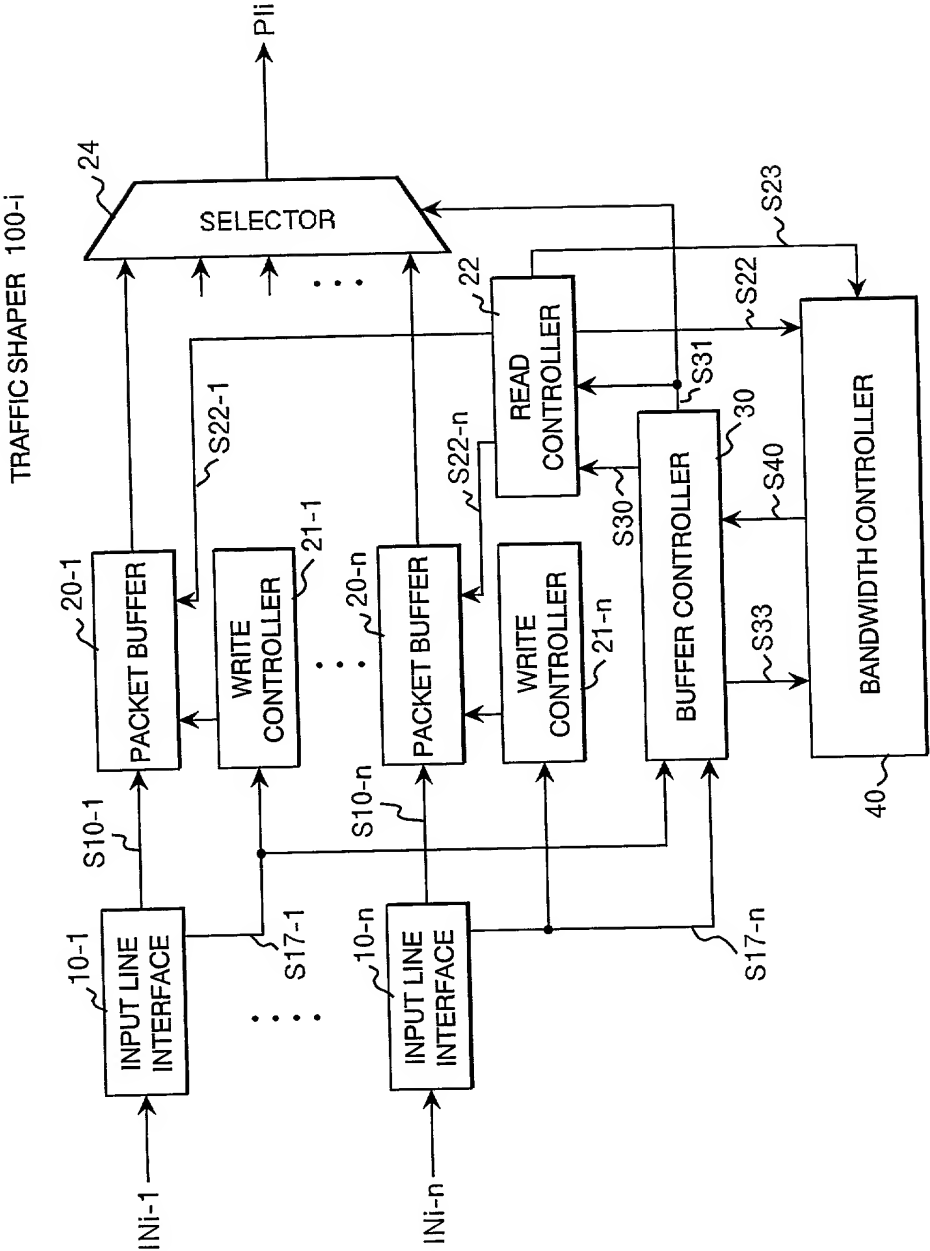 TRAFFIC SHAPER 100-i
INi-1
10-1
INPUT LINE
INTERFACE
S10-1
S17-1
20-1
PACKET BUFFER
WRITE
CONTROLLER
21-1
S22-1
24
SELECTOR
PIi
INi-n
10-n
INPUT LINE
INTERFACE
S10-n
S17-n
20-n
PACKET BUFFER
WRITE
CONTROLLER
21-n
S22-n
22
READ
CONTROLLER
S30
S31
BUFFER CONTROLLER
30
S33
S40
S22
S23
BANDWIDTH CONTROLLER
40